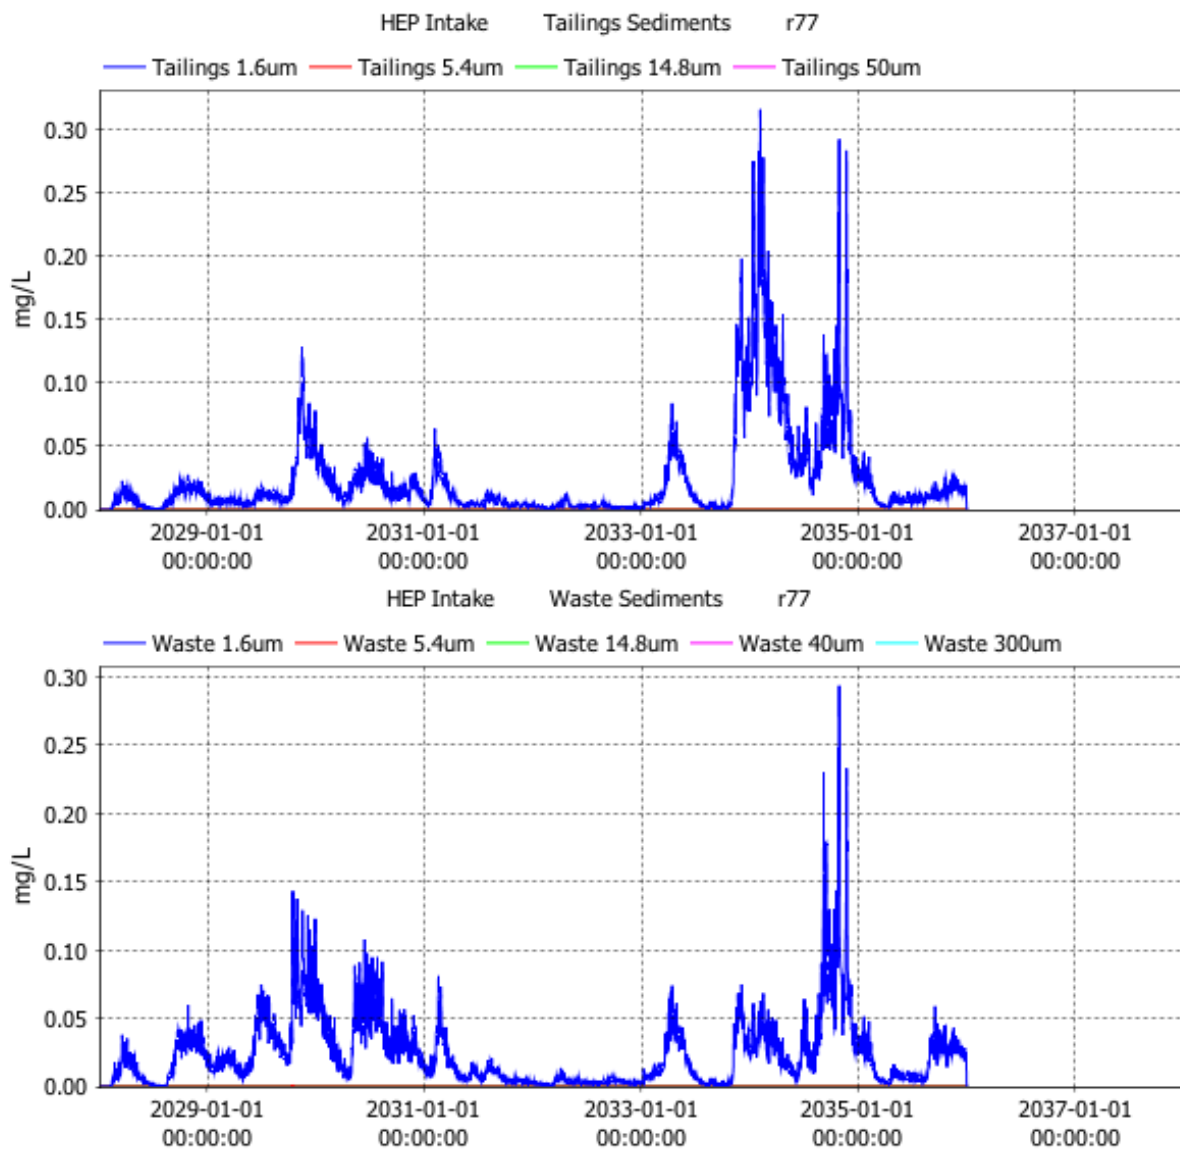 HEP Intake Tailings Sediments r77
Tailings 1.6um Tailings 5.4um Tailings 14.8um Tailings 50um
0.30
0.25
0.20
0.15
0.10
0.05
0.00
mg/L
2029-01-01 2031-01-01 2033-01-01 2035-01-01 2037-01-01
00:00:00 00:00:00 00:00:00 00:00:00 00:00:00
HEP Intake Waste Sediments r77
Waste 1.6um Waste 5.4um Waste 14.8um Waste 40um Waste 300um
0.30
0.25
0.20
0.15
0.10
0.05
0.00
mg/L
2029-01-01 2031-01-01 2033-01-01 2035-01-01 2037-01-01
00:00:00 00:00:00 00:00:00 00:00:00 00:00:00